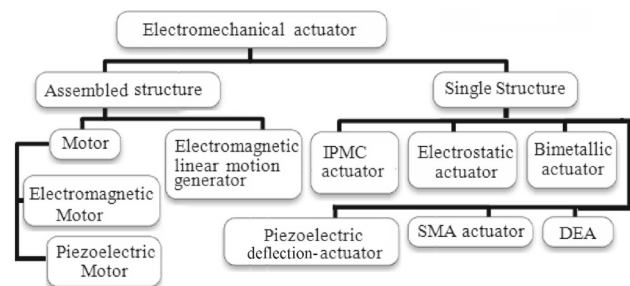 Electromechanical actuator
Assembled structure
Single Structure
Motor
Electromagnetic
linear motion
generator
IPMC
actuator
Electrostatic
actuator
Bimetallic
actuator
Electromagnetic
Motor
Piezoelectric
Motor
Piezoelectric
deflection-actuator
SMA actuator
DEA